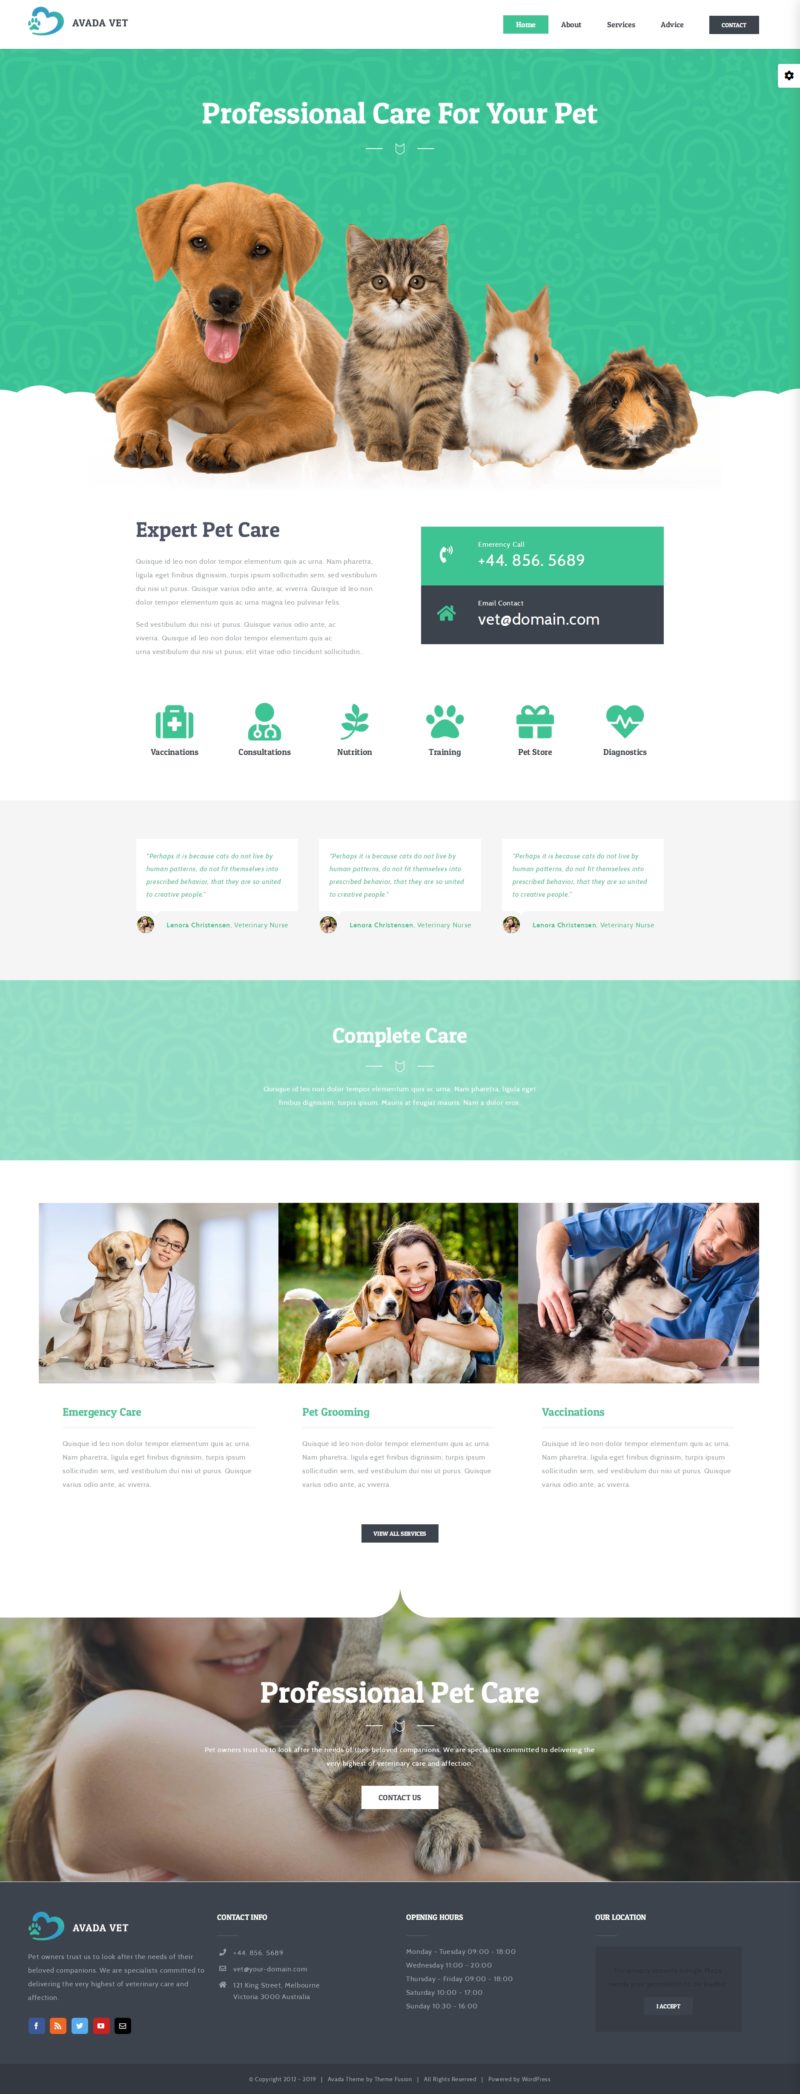 AVADA VET
Home About Services Advice CONTACT
Professional Care For Your Pet
Expert Pet Care
Quisque id leo non dolor tempor elementum quis ac urna. Nam pharetra,
ligula eget finibus dignissim, turpis ipsum sollicitudin sem, sed vestibulum
dui nisi ut purus. Quisque varius odio ante, ac viverra. Quisque id leo non
dolor tempor elementum quis ac urna magna leo pulvinar felis.
Sed vestibulum dui nisi ut purus. Quisque varius odio ante, ac
viverra. Quisque id leo non dolor tempor elementum quis ac
urna vestibulum dui nisi ut purus, elit vitae odio tincidunt sollicitudin.
Emerency Call
+44. 856. 5689
Email Contact
vet@domain.com
Vaccinations Consultations Nutrition Training Pet Store Diagnostics
"Perhaps it is because cats do not live by
human patterns, do not fit themselves into
prescribed behavior, that they are so united
to creative people."
Lenora Christensen, Veterinary Nurse
"Perhaps it is because cats do not live by
human patterns, do not fit themselves into
prescribed behavior, that they are so united
to creative people."
Lenora Christensen, Veterinary Nurse
"Perhaps it is because cats do not live by
human patterns, do not fit themselves into
prescribed behavior, that they are so united
to creative people."
Lenora Christensen, Veterinary Nurse
Complete Care
Quisque id leo non dolor tempor elementum quis ac urna. Nam pharetra, ligula eget
finibus dignissim, turpis ipsum. Mauris at feugiat mauris. Nam a dolor eros.
Emergency Care
Quisque id leo non dolor tempor elementum quis ac urna.
Nam pharetra, ligula eget finibus dignissim, turpis ipsum
sollicitudin sem, sed vestibulum dui nisi ut purus. Quisque
varius odio ante, ac viverra.
Pet Grooming
Quisque id leo non dolor tempor elementum quis ac urna.
Nam pharetra, ligula eget finibus dignissim, turpis ipsum
sollicitudin sem, sed vestibulum dui nisi ut purus. Quisque
varius odio ante, ac viverra.
Vaccinations
Quisque id leo non dolor tempor elementum quis ac urna.
Nam pharetra, ligula eget finibus dignissim, turpis ipsum
sollicitudin sem, sed vestibulum dui nisi ut purus. Quisque
varius odio ante, ac viverra.
VIEW ALL SERVICES
Professional Pet Care
Pet owners trust us to look after the needs of their beloved companions. We are specialists committed to delivering the
very highest of veterinary care and affection.
CONTACT US
AVADA VET
Pet owners trust us to look after the needs of their
beloved companions. We are specialists committed to
delivering the very highest of veterinary care and
affection.
CONTACT INFO
+44. 856. 5689
vet@your-domain.com
121 King Street, Melbourne
Victoria 3000 Australia
OPENING HOURS
Monday - Tuesday 09:00 - 18:00
Wednesday 11:00 - 20:00
Thursday - Friday 09:00 - 18:00
Saturday 10:00 - 17:00
Sunday 10:30 - 16:00
OUR LOCATION
I ACCEPT
© Copyright 2012 - 2019 | Avada Theme by Theme Fusion | All Rights Reserved | Powered by WordPress